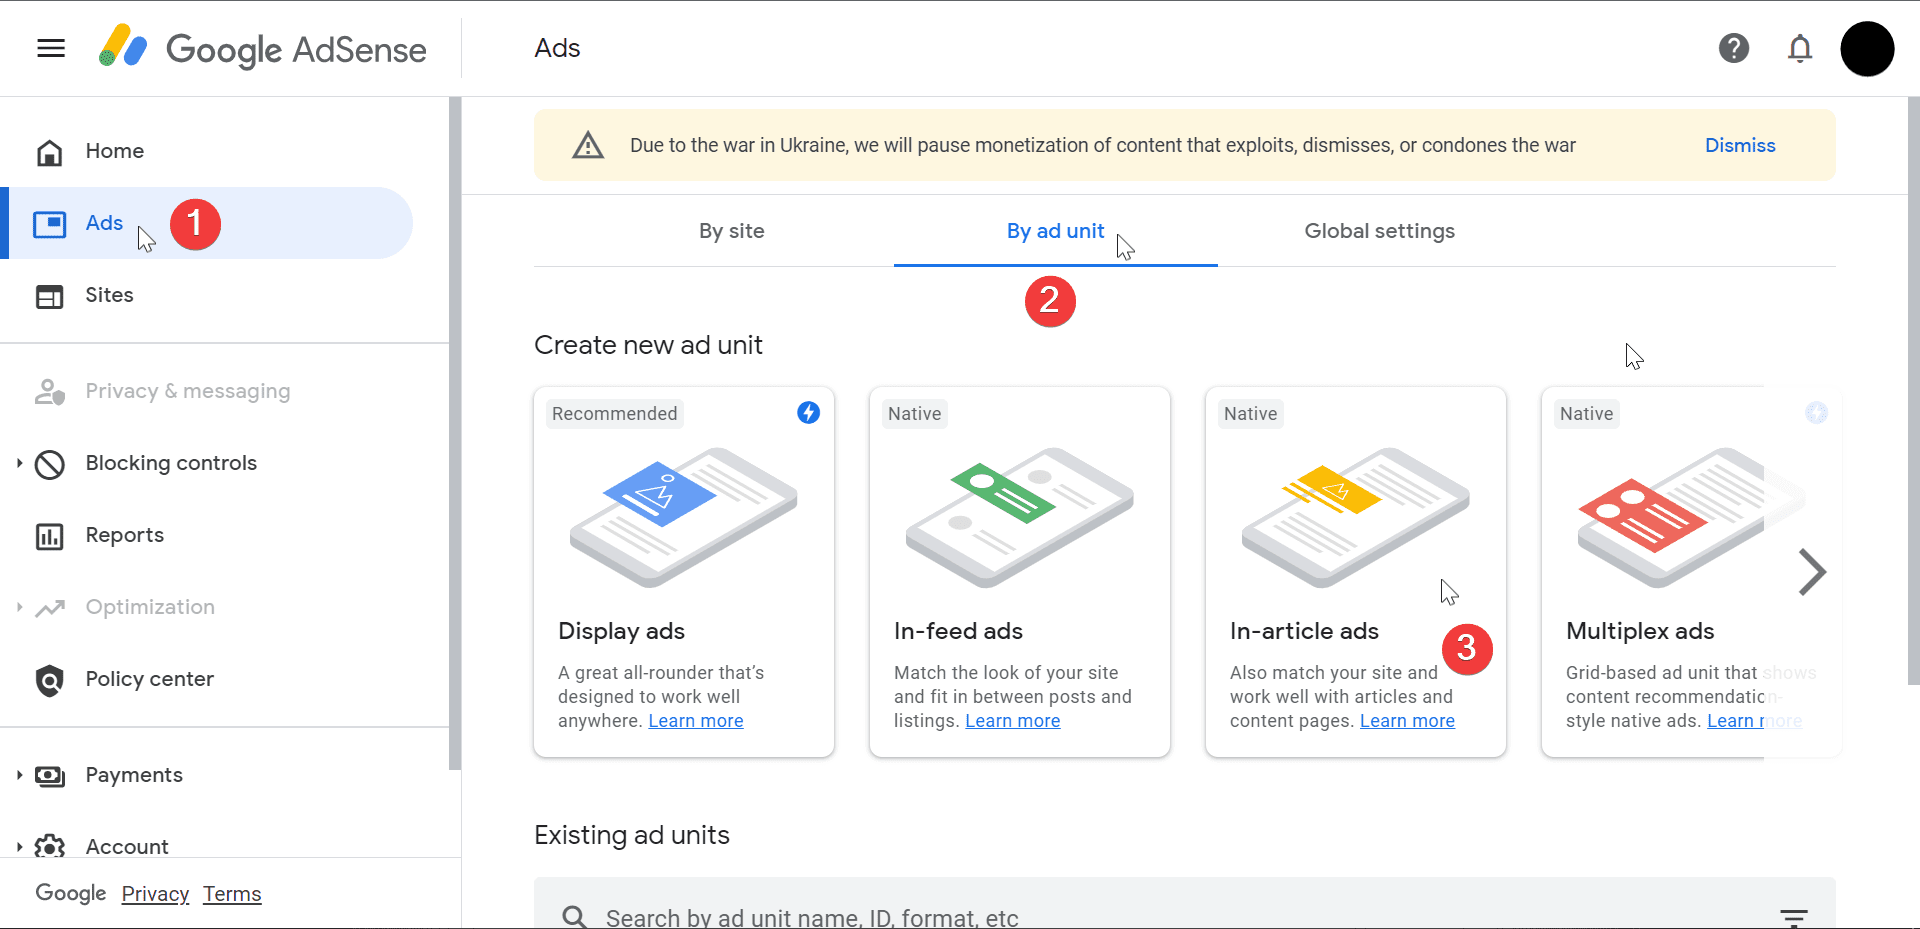 Google AdSense
Ads
Home
Ads
1
Sites
Privacy & messaging
Blocking controls
Reports
Optimization
Policy center
Payments
Account
Google Privacy Terms
Due to the war in Ukraine, we will pause monetization of content that exploits, dismisses, or condones the war
Dismiss
By site
By ad unit
Global settings
2
Create new ad unit
Recommended
Display ads
A great all-rounder that’s
designed to work well
anywhere. Learn more
Native
In-feed ads
Match the look of your site
and fit in between posts and
listings. Learn more
Native
In-article ads
3
Also match your site and
work well with articles and
content pages. Learn more
Native
Multiplex ads
Grid-based ad unit that shows
content recommendation-
style native ads. Learn more
Existing ad units
Search by ad unit name, ID, format, etc